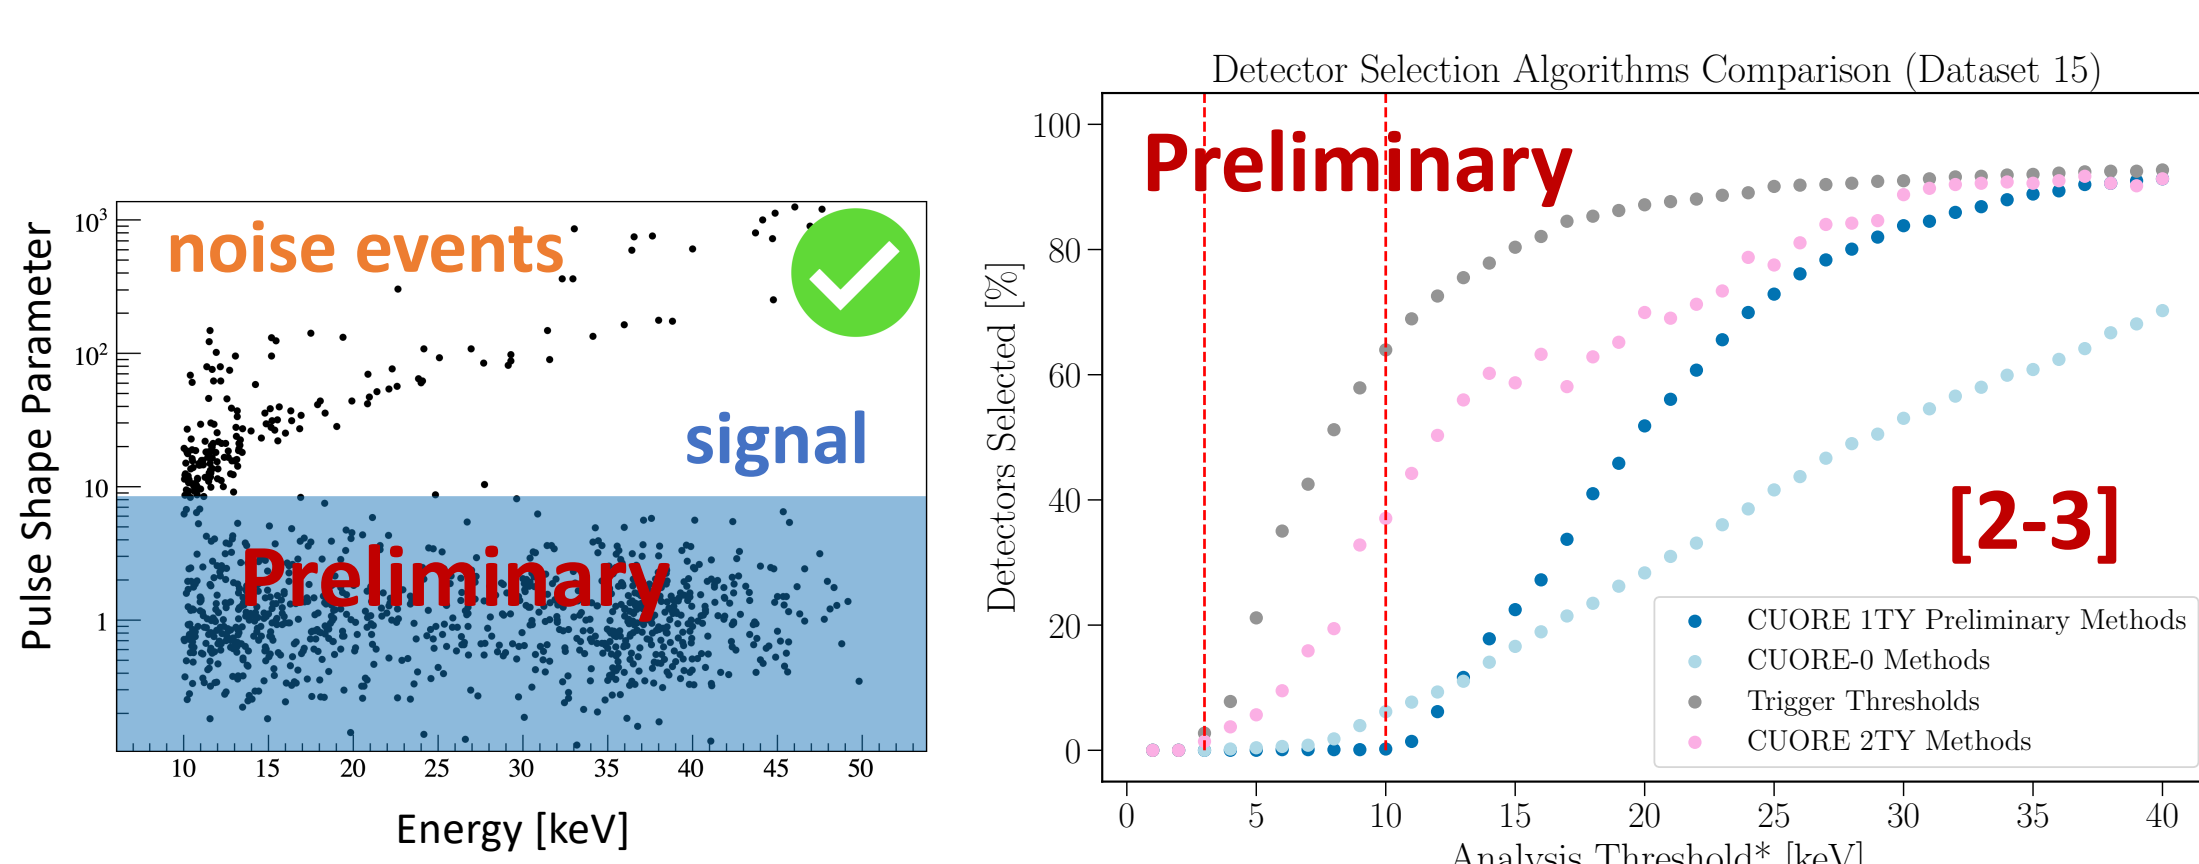 Pulse Shape Parameter
10³
10²
10
1
noise events
signal
Preliminary
10 15 20 25 30 35 40 45 50
Energy [keV]
Detector Selection Algorithms Comparison (Dataset 15)
Detectors Selected [%]
100
80
60
40
20
0
Preliminary
[2-3]
CUORE 1TY Preliminary Methods
CUORE-0 Methods
Trigger Thresholds
CUORE 2TY Methods
0 5 10 15 20 25 30 35 40
Analysis Threshold* [keV]